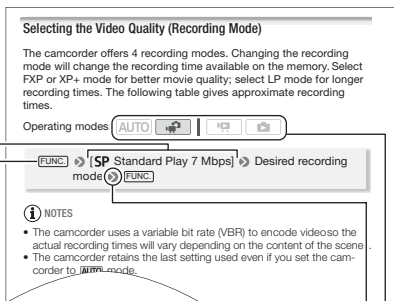 Selecting the Video Quality (Recording Mode)
The camcorder offers 4 recording modes. Changing the recording
mode will change the recording time available on the memory. Select
FXP or XP+ mode for better movie quality; select LP mode for longer
recording times. The following table gives approximate recording
times.
Operating modes AUTO
FUNC. [SP Standard Play 7 Mbps] Desired recording
mode FUNC.
i NOTES
• The camcorder uses a variable bit rate (VBR) to encode videoso the
actual recording times will vary depending on the content of the scene .
• The camcorder retains the last setting used even if you set the cam-
corder to AUTO mode.